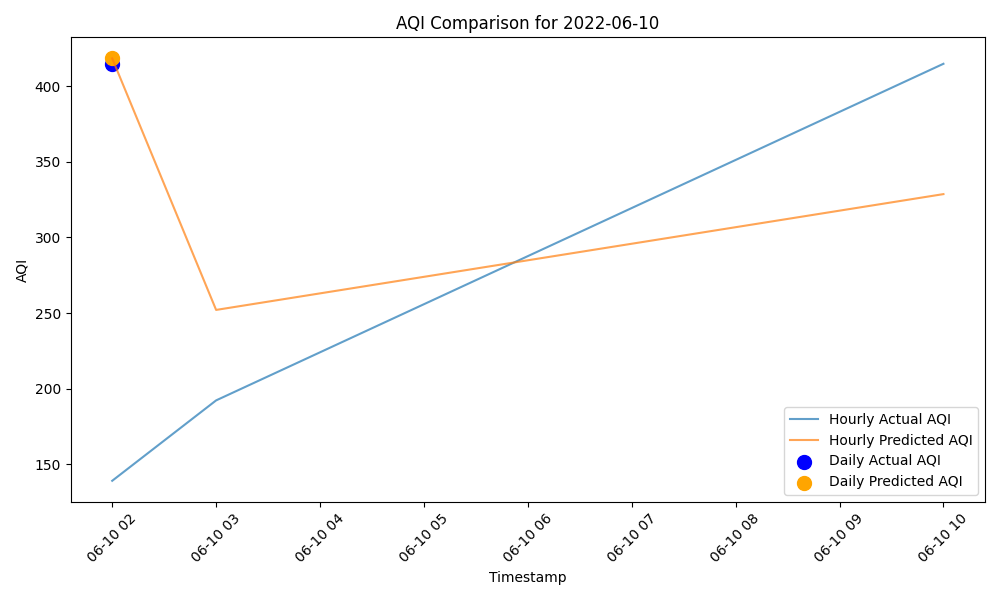 AQI Comparison for 2022-06-10
AQI
400
350
300
250
200
150
Hourly Actual AQI
Hourly Predicted AQI
Daily Actual AQI
Daily Predicted AQI
06-10 02
06-10 03
06-10 04
06-10 05
06-10 06
06-10 07
06-10 08
06-10 09
06-10 10
Timestamp